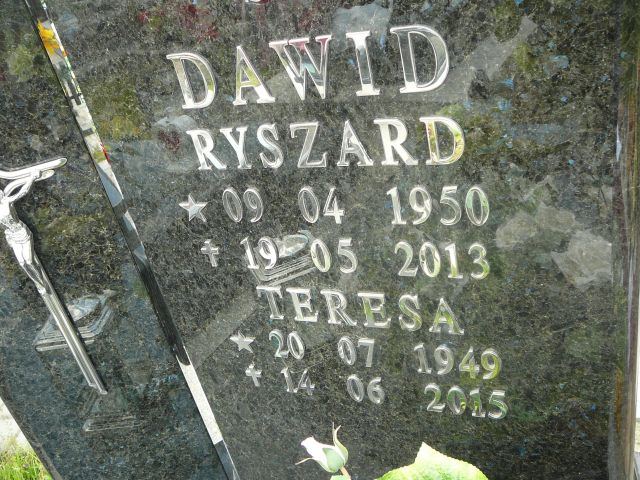 DAWID
RYSZARD
★ 09 04 1950
✝ 19 05 2013
TERESA
★ 20 07 1949
✝ 14 06 2015